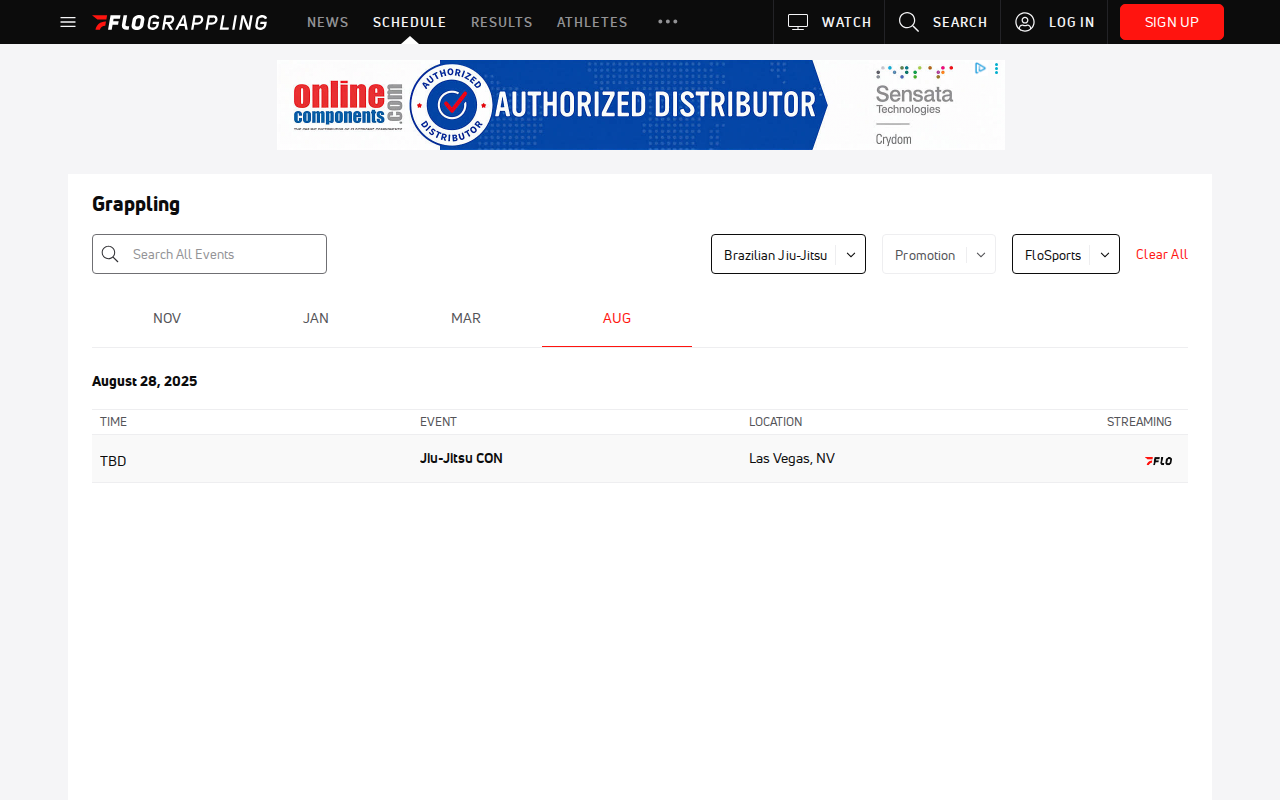 FLOGRAPPLING
NEWS
SCHEDULE
RESULTS
ATHLETES
WATCH
SEARCH
LOG IN
SIGN UP
online
components
.com
AUTHORIZED
DISTRIBUTOR
AUTHORIZED DISTRIBUTOR
Sensata
Technologies
Crydom
Grappling
Search All Events
Brazilian Jiu-Jitsu
Promotion
FloSports
Clear All
NOV
JAN
MAR
AUG
August 28, 2025
TIME
EVENT
LOCATION
STREAMING
TBD
Jiu-Jitsu CON
Las Vegas, NV
FLO